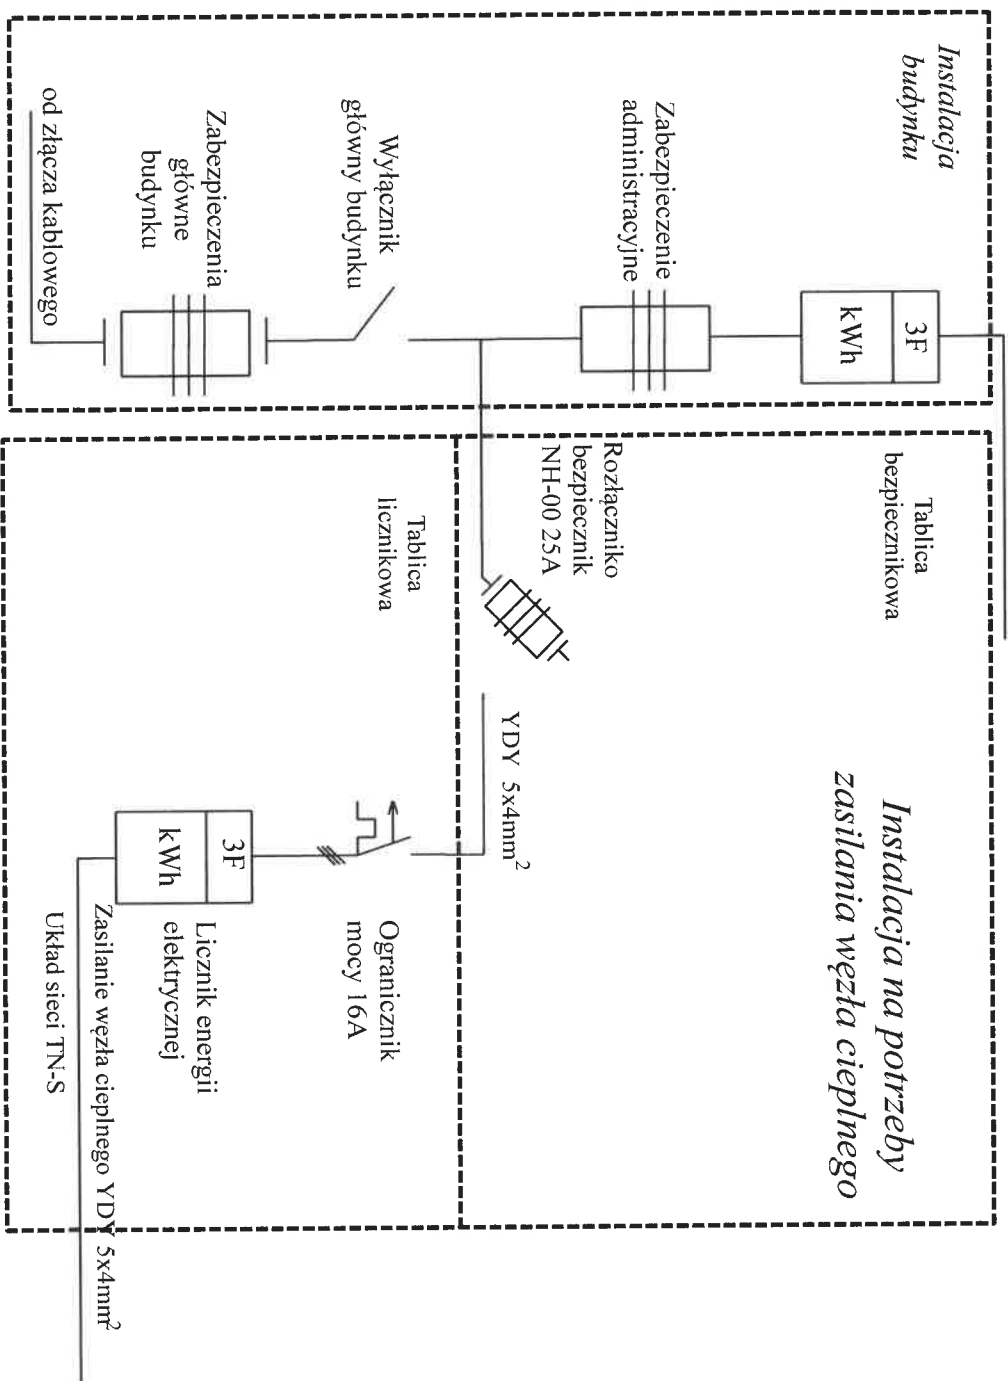 Instalacja
budynku
3F
kWh
Zabezpieczenie
administracyjne
Wyłącznik
główny budynku
Zabezpieczenia
główne
budynku
od złącza kablowego
Instalacja na potrzeby
zasilania węzła cieplnego
Tablica
bezpiecznikowa
Rozłączniko
bezpiecznik
NH-00 25A
YDY 5x4mm²
Tablica
licznikowa
Ogranicznik
mocy 16A
3F
kWh
Licznik energii
elektrycznej
Zasilanie węzła cieplnego YDY 5x4mm²
Układ sieci TN-S